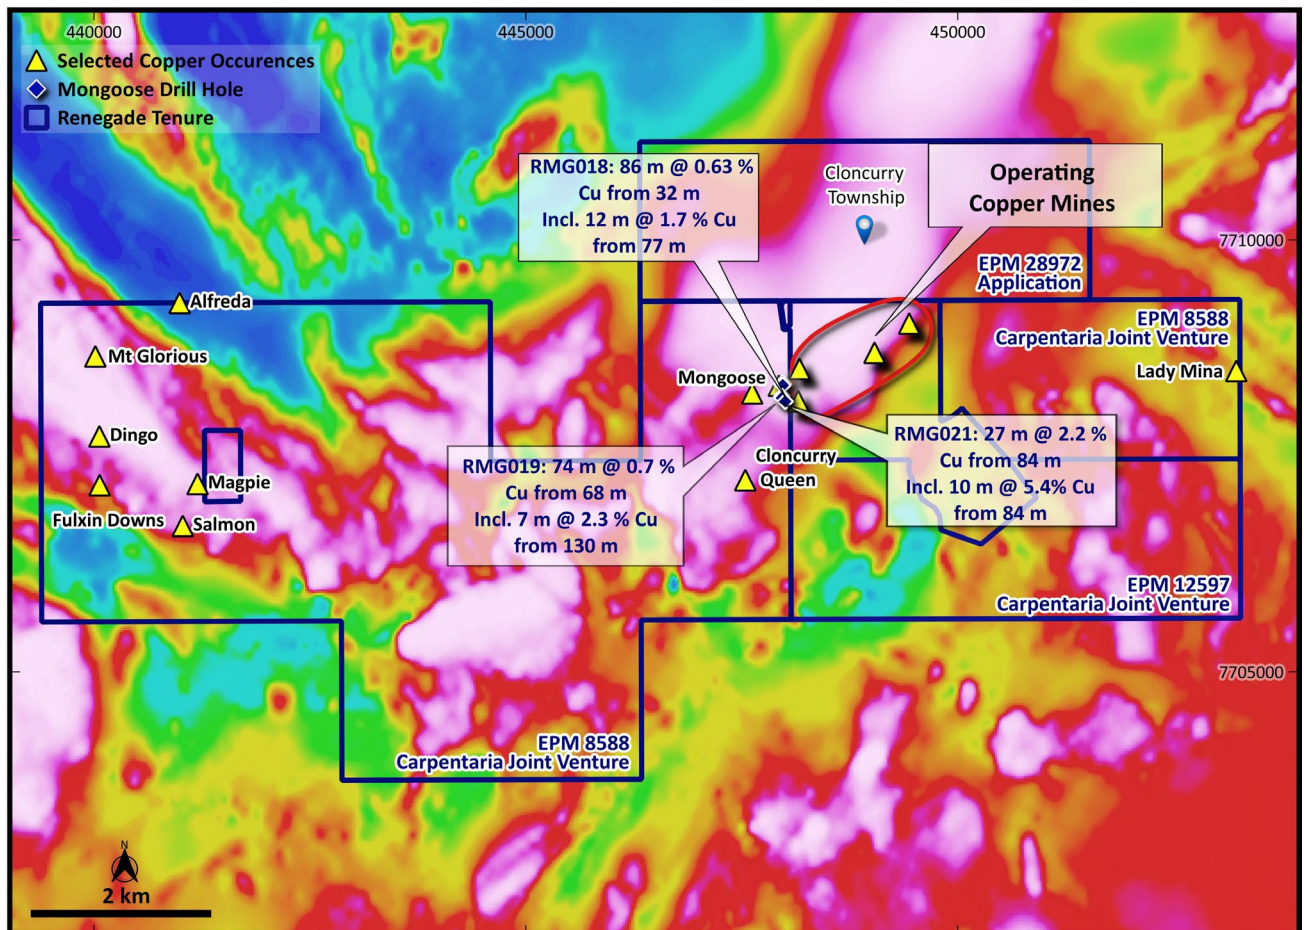 440000
445000
450000
Selected Copper Occurences
Mongoose Drill Hole
Renegade Tenure
RMG018: 86 m @ 0.63 %
Cu from 32 m
Incl. 12 m @ 1.7 % Cu
from 77 m
Cloncurry
Township
Operating
Copper Mines
7710000
EPM 28972
Application
Alfreda
EPM 8588
Carpentaria Joint Venture
Mt Glorious
Mongoose
Lady Mina
Dingo
RMG021: 27 m @ 2.2 %
Cu from 84 m
Incl. 10 m @ 5.4% Cu
from 84 m
Cloncurry
Queen
RMG019: 74 m @ 0.7 %
Cu from 68 m
Incl. 7 m @ 2.3 % Cu
from 130 m
Magpie
Fulxin Downs
Salmon
EPM 12597
Carpentaria Joint Venture
7705000
EPM 8588
Carpentaria Joint Venture
N
2 km